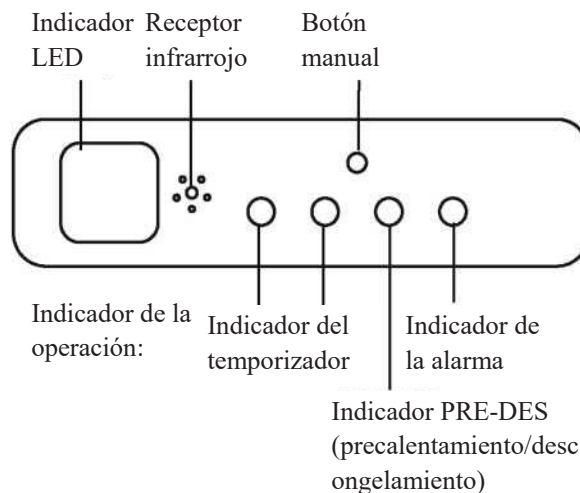 Indicador LED
Receptor infrarrojo
Botón manual
Indicador de la operación:
Indicador del temporizador
Indicador de la alarma
Indicador PRE-DES
(precalentamiento/desc
ongelamiento)